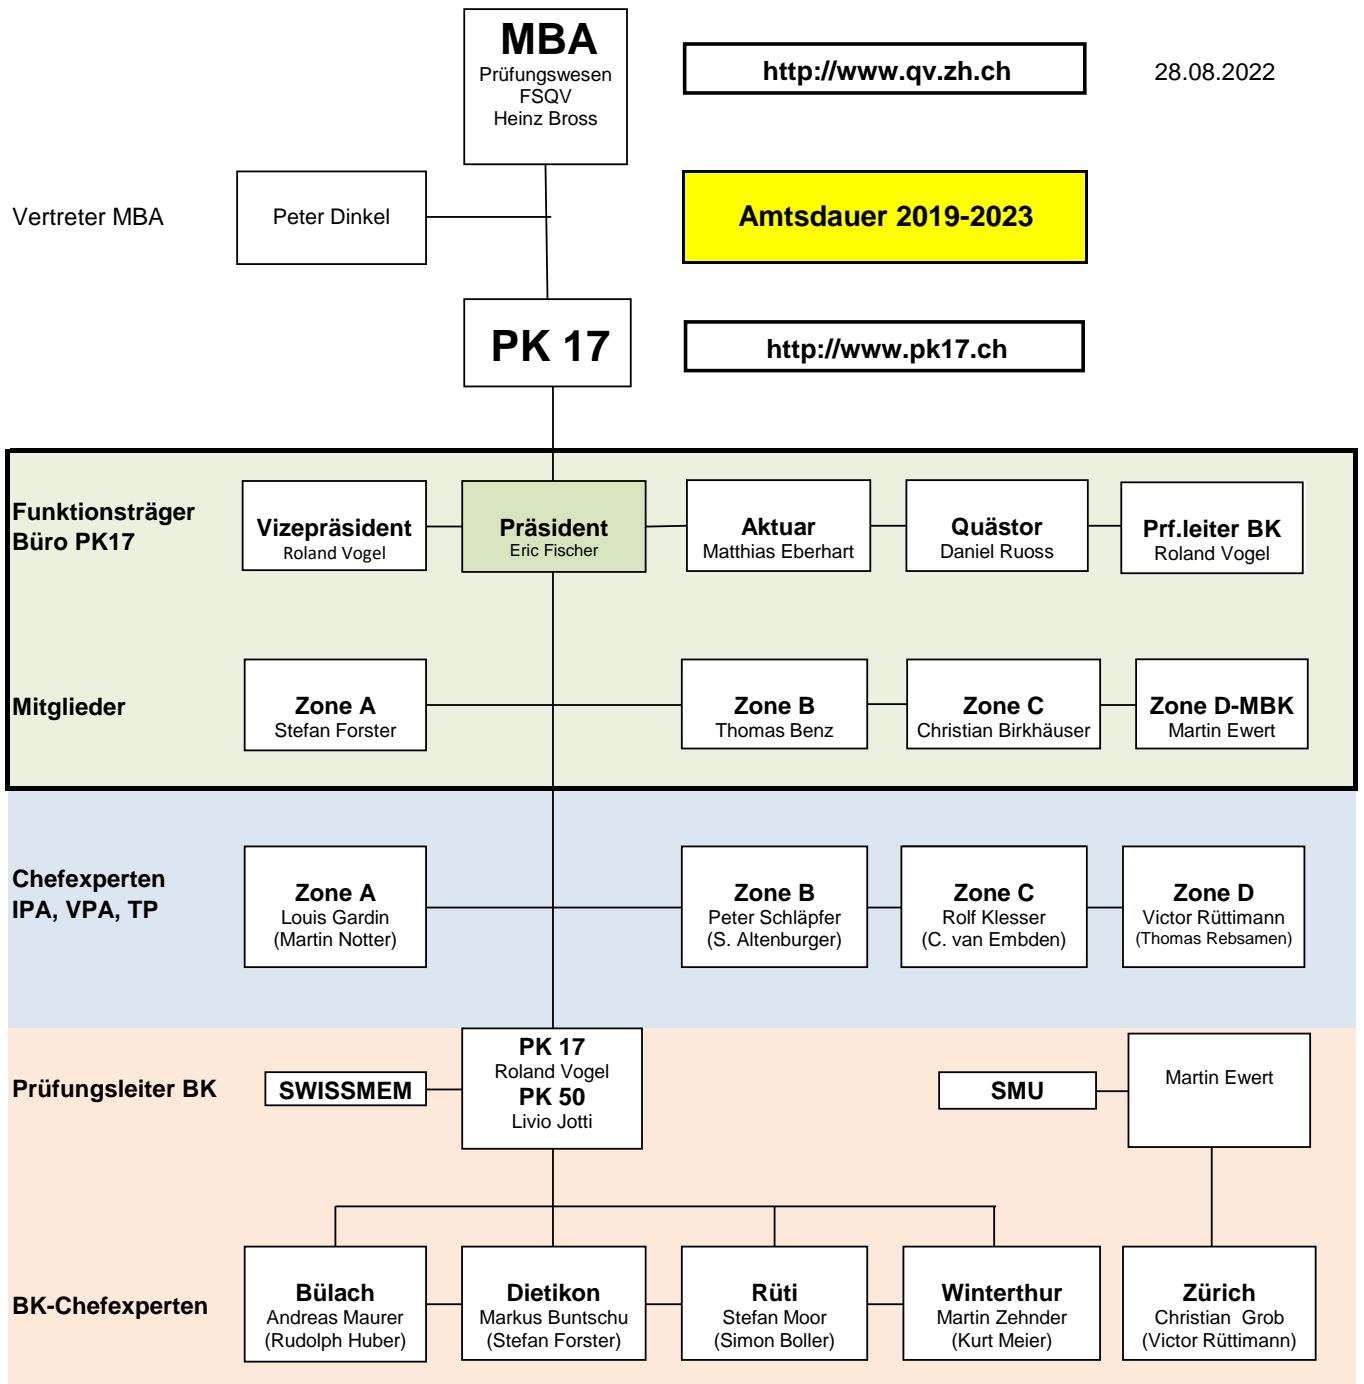 MBA
Prüfungswesen
FSQV
Heinz Bross
http://www.qv.zh.ch
28.08.2022
Vertreter MBA
Peter Dinkel
Amtsdauer 2019-2023
PK 17
http://www.pk17.ch
Funktionsträger
Büro PK17
Vizepräsident
Roland Vogel
Präsident
Eric Fischer
Aktuar
Matthias Eberhart
Quästor
Daniel Ruoss
Prf.leiter BK
Roland Vogel
Mitglieder
Zone A
Stefan Forster
Zone B
Thomas Benz
Zone C
Christian Birkhäuser
Zone D-MBK
Martin Ewert
Chefexperten
IPA, VPA, TP
Zone A
Louis Gardin
(Martin Notter)
Zone B
Peter Schläpfer
(S. Altenburger)
Zone C
Rolf Klesser
(C. van Embden)
Zone D
Victor Rüttimann
(Thomas Rebsamen)
Prüfungsleiter BK
SWISSMEM
PK 17
Roland Vogel
PK 50
Livio Jotti
SMU
Martin Ewert
BK-Chefexperten
Bülach
Andreas Maurer
(Rudolph Huber)
Dietikon
Markus Buntschu
(Stefan Forster)
Rüti
Stefan Moor
(Simon Boller)
Winterthur
Martin Zehnder
(Kurt Meier)
Zürich
Christian Grob
(Victor Rüttimann)